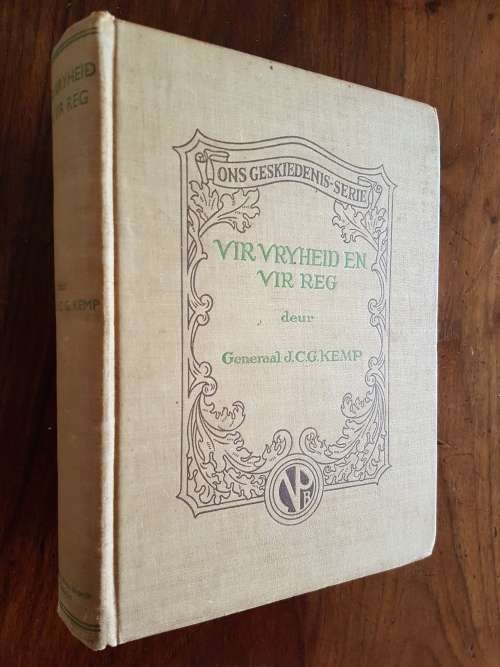 VRYHEID
VIR REG
C.G. KEMP
ONS GESKIEDENIS-SERIE
VIR VRYHEID EN
VIR REG
deur
Generaal J.C.G. KEMP